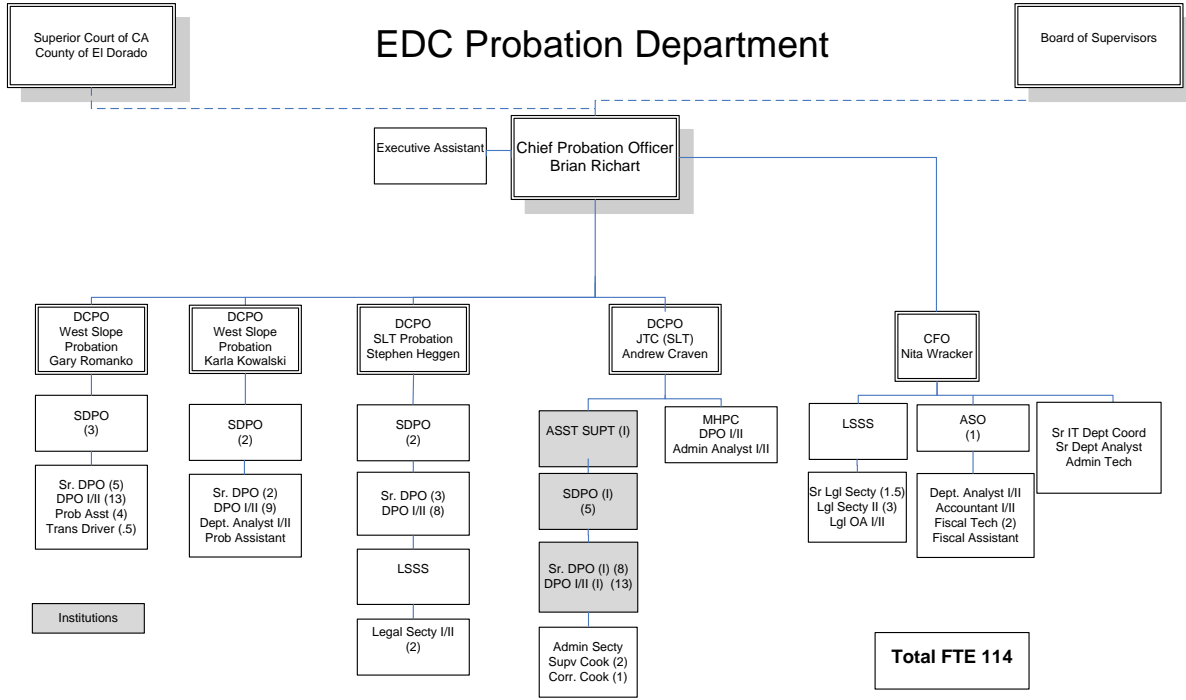 Superior Court of CA
County of El Dorado
EDC Probation Department
Board of Supervisors
Executive Assistant
Chief Probation Officer
Brian Richart
DCPO
West Slope
Probation
Gary Romanko
DCPO
West Slope
Probation
Karla Kowalski
DCPO
SLT Probation
Stephen Heggen
DCPO
JTC (SLT)
Andrew Craven
CFO
Nita Wracker
SDPO
(3)
SDPO
(2)
SDPO
(2)
ASST SUPT (I)
MHPC
DPO I/II
Admin Analyst I/II
LSSS
ASO
(1)
Sr IT Dept Coord
Sr Dept Analyst
Admin Tech
Sr. DPO (5)
DPO I/II (13)
Prob Asst (4)
Trans Driver (.5)
Sr. DPO (2)
DPO I/II (9)
Dept. Analyst I/II
Prob Assistant
Sr. DPO (3)
DPO I/II (8)
SDPO (I)
(5)
Sr Lgl Secty (1.5)
Lgl Secty II (3)
Lgl OA I/II
Dept. Analyst I/II
Accountant I/II
Fiscal Tech (2)
Fiscal Assistant
LSSS
Sr. DPO (I) (8)
DPO I/II (I) (13)
Institutions
Legal Secty I/II
(2)
Admin Secty
Supv Cook (2)
Corr. Cook (1)
Total FTE 114